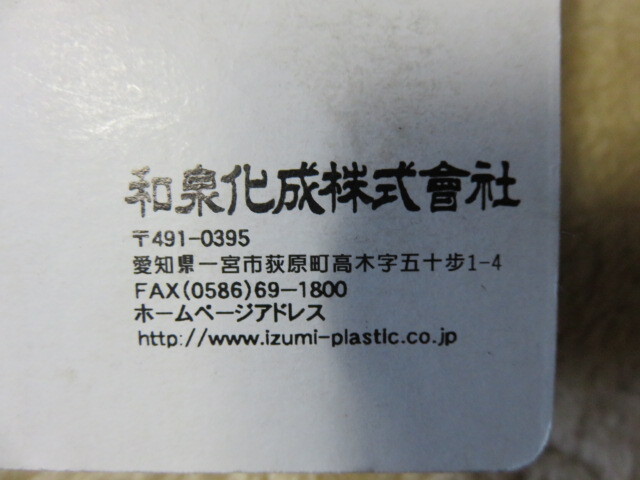 和泉化成株式會社
〒491-0395
愛知県一宮市荻原町高木字五十歩1-4
FAX(0586)69-1800
ホームページアドレス
http://www.izumi-plastic.co.jp